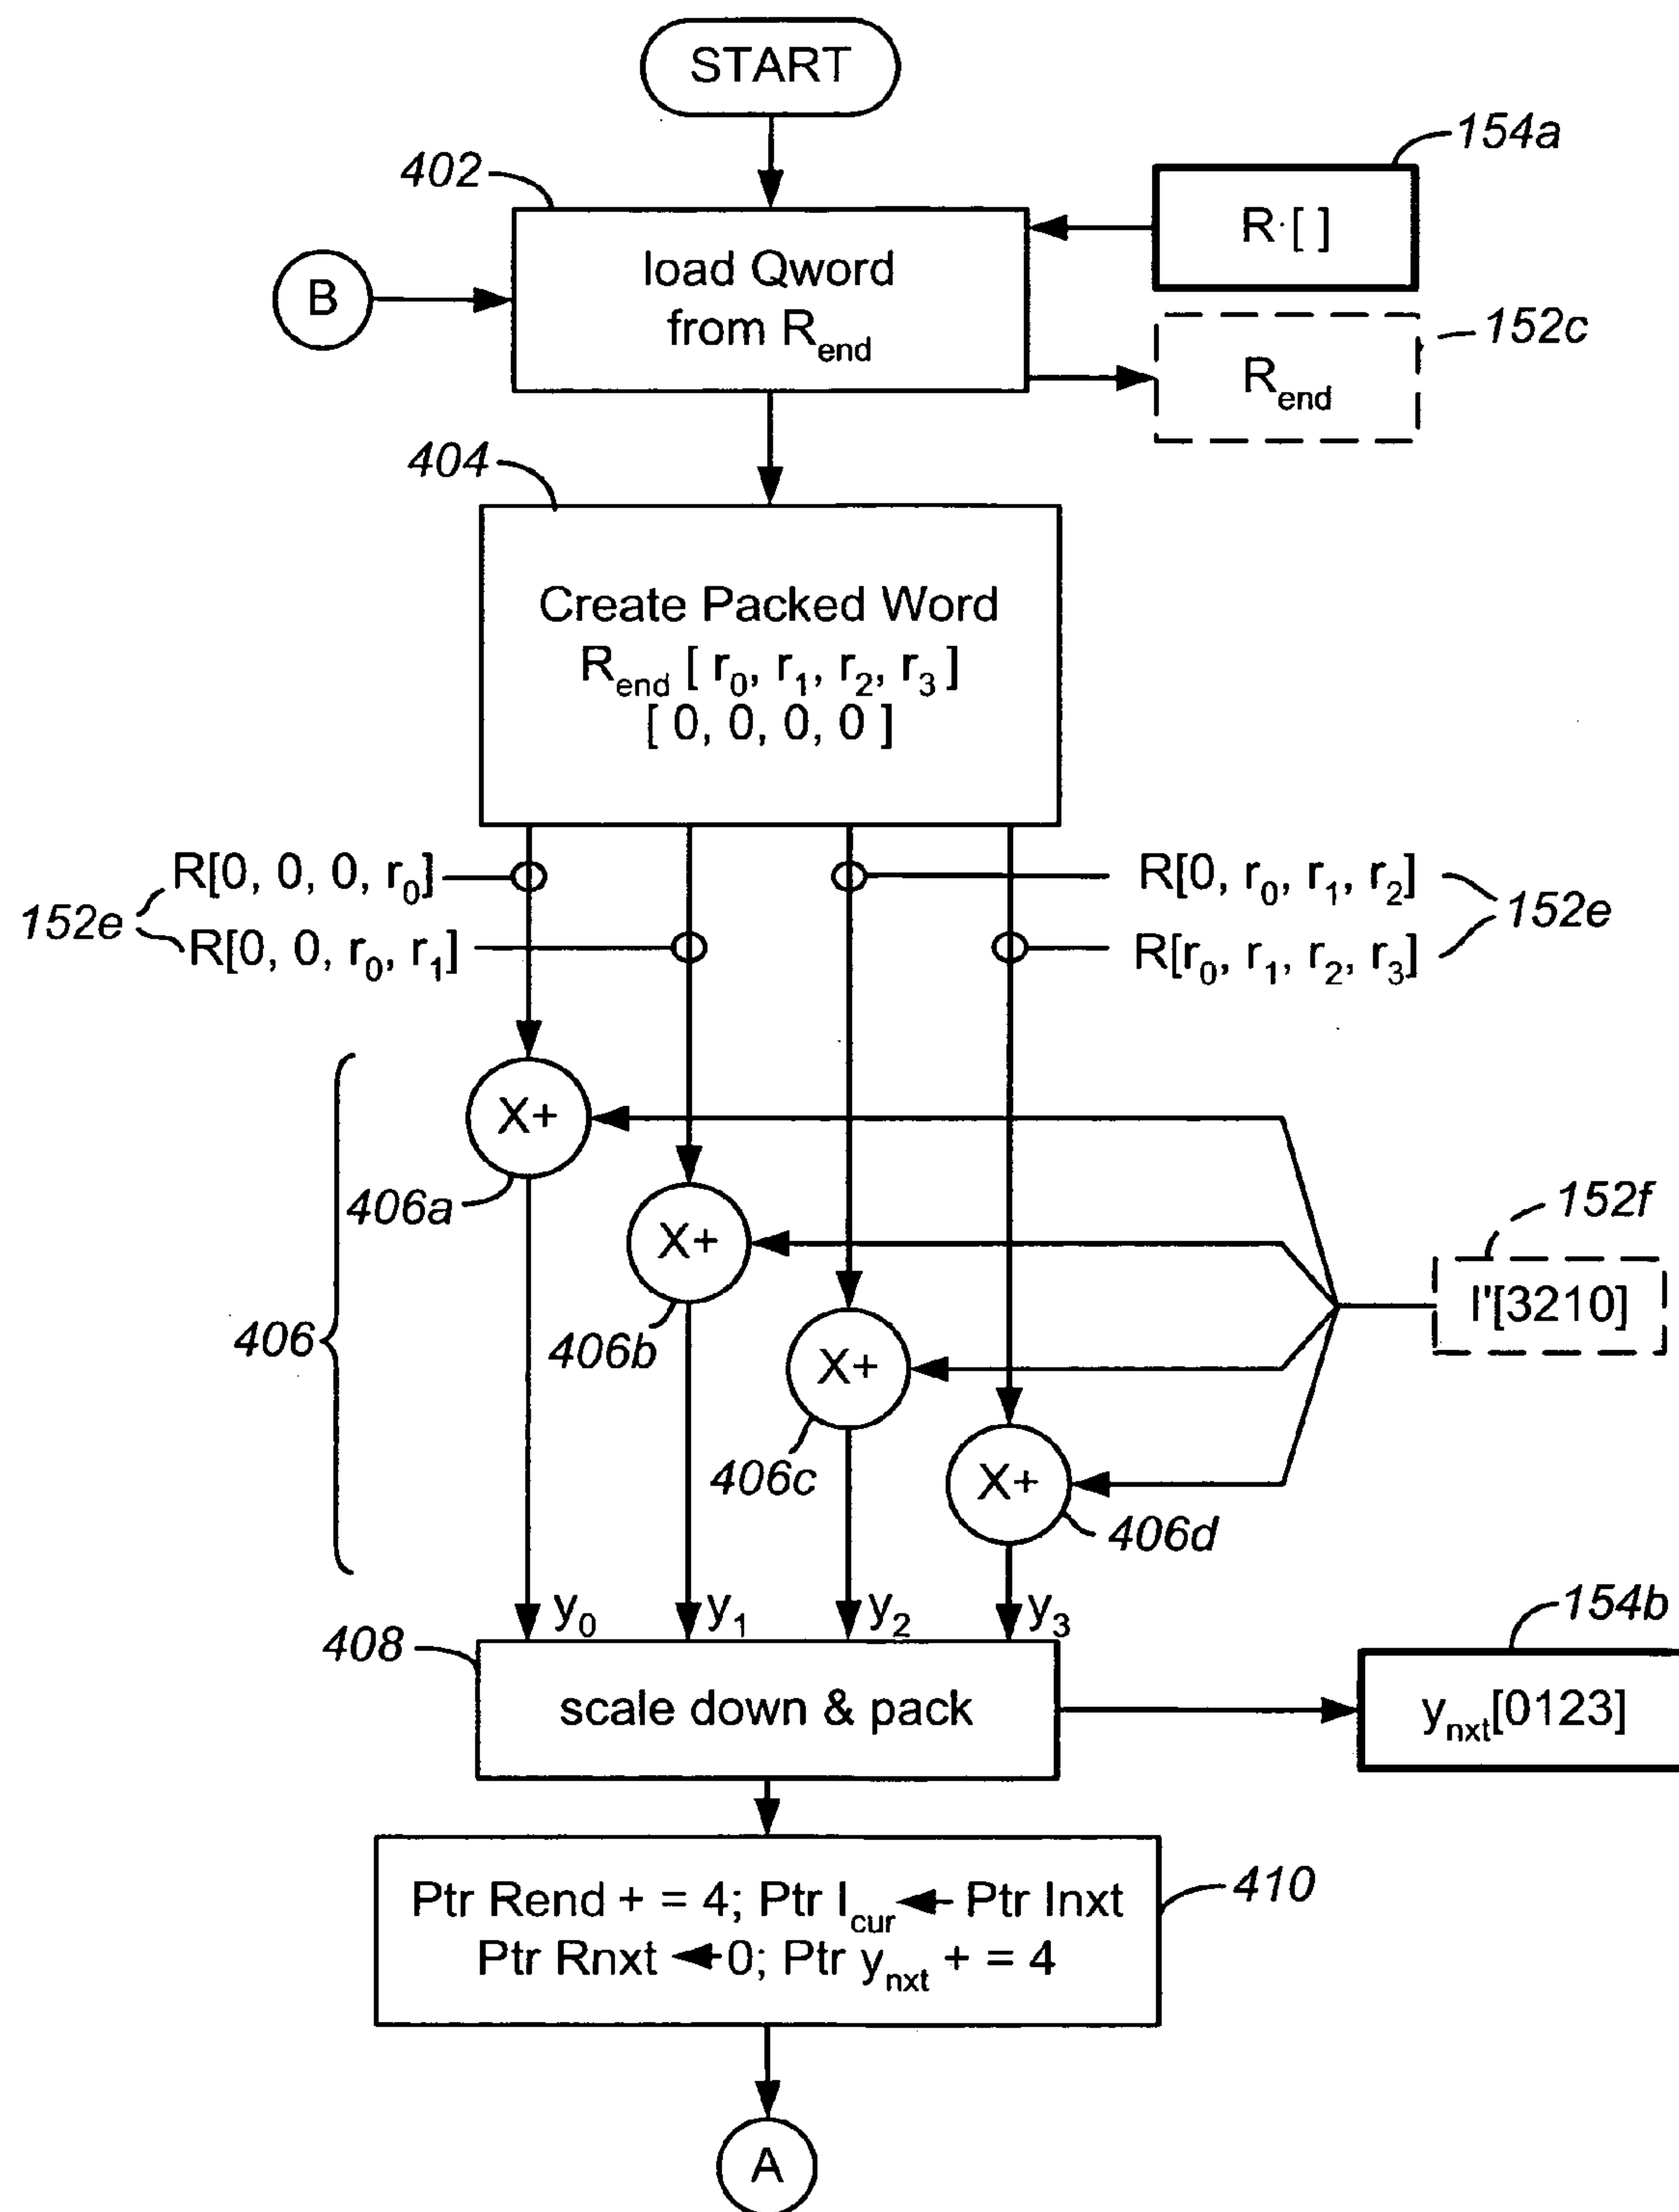 START
402
154a
R·[ ]
load Qword
from Rend
B
152c
Rend
404
Create Packed Word
Rend [ r0, r1, r2, r3 ]
[ 0, 0, 0, 0 ]
R[0, 0, 0, r0]
R[0, r0, r1, r2]
152e
152e
R[0, 0, r0, r1]
R[r0, r1, r2, r3]
X+
406a
X+
152f
I'[3210]
406
406b
X+
406c
X+
406d
y0
y1
y2
y3
154b
408
scale down & pack
ynxt[0123]
Ptr Rend + = 4; Ptr Icur ← Ptr Inxt
410
Ptr Rnxt ← 0; Ptr ynxt + = 4
A